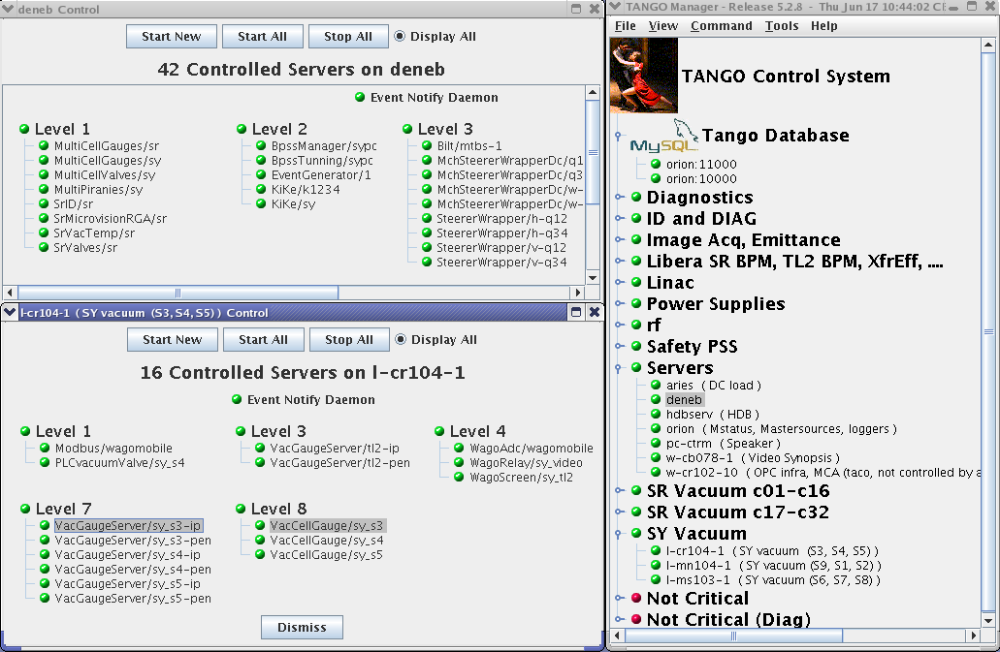 deneb Control
Start New
Start All
Stop All
Display All
42 Controlled Servers on deneb
Event Notify Daemon
Level 1
MultiCellGauges/sr
MultiCellGauges/sy
MultiCellValves/sy
MultiPiranies/sy
SrID/sr
SrMicrovisionRGA/sr
SrVacTemp/sr
SrValves/sr
Level 2
BpssManager/sypc
BpssTunning/sypc
EventGenerator/1
KiKe/k1234
KiKe/sy
Level 3
Bilt/mtbs-1
MchSteererWrapperDc/q1
MchSteererWrapperDc/q3
MchSteererWrapperDc/w-
MchSteererWrapperDc/w-
SteererWrapper/h-q12
SteererWrapper/h-q34
SteererWrapper/v-q12
SteererWrapper/v-q34
l-cr104-1 ( SY vacuum (S3, S4, S5) ) Control
Start New
Start All
Stop All
Display All
16 Controlled Servers on l-cr104-1
Event Notify Daemon
Level 1
Modbus/wagomobile
PLCvacuumValve/sy_s4
Level 3
VacGaugeServer/tl2-ip
VacGaugeServer/tl2-pen
Level 4
WagoAdc/wagomobile
WagoRelay/sy_video
WagoScreen/sy_tl2
Level 7
VacGaugeServer/sy_s3-ip
VacGaugeServer/sy_s3-pen
VacGaugeServer/sy_s4-ip
VacGaugeServer/sy_s4-pen
VacGaugeServer/sy_s5-ip
VacGaugeServer/sy_s5-pen
Level 8
VacCellGauge/sy_s3
VacCellGauge/sy_s4
VacCellGauge/sy_s5
Dismiss
TANGO Manager - Release 5.2.8 - Thu Jun 17 10:44:02
File View Command Tools Help
TANGO Control System
MySQL Tango Database
orion:11000
orion:10000
Diagnostics
ID and DIAG
Image Acq, Emittance
Libera SR BPM, TL2 BPM, XfrEff, ....
Linac
Power Supplies
rf
Safety PSS
Servers
aries ( DC load )
deneb
hdbserv ( HDB )
orion ( Mstatus, Mastersources, loggers )
pc-ctrm ( Speaker )
w-cb078-1 ( Video Synopsis )
w-cr102-10 ( OPC infra, MCA (taco, not controlled by a
SR Vacuum c01-c16
SR Vacuum c17-c32
SY Vacuum
l-cr104-1 ( SY vacuum (S3, S4, S5) )
l-mn104-1 ( SY vacuum (S9, S1, S2) )
l-ms103-1 ( SY vacuum (S6, S7, S8) )
Not Critical
Not Critical (Diag)